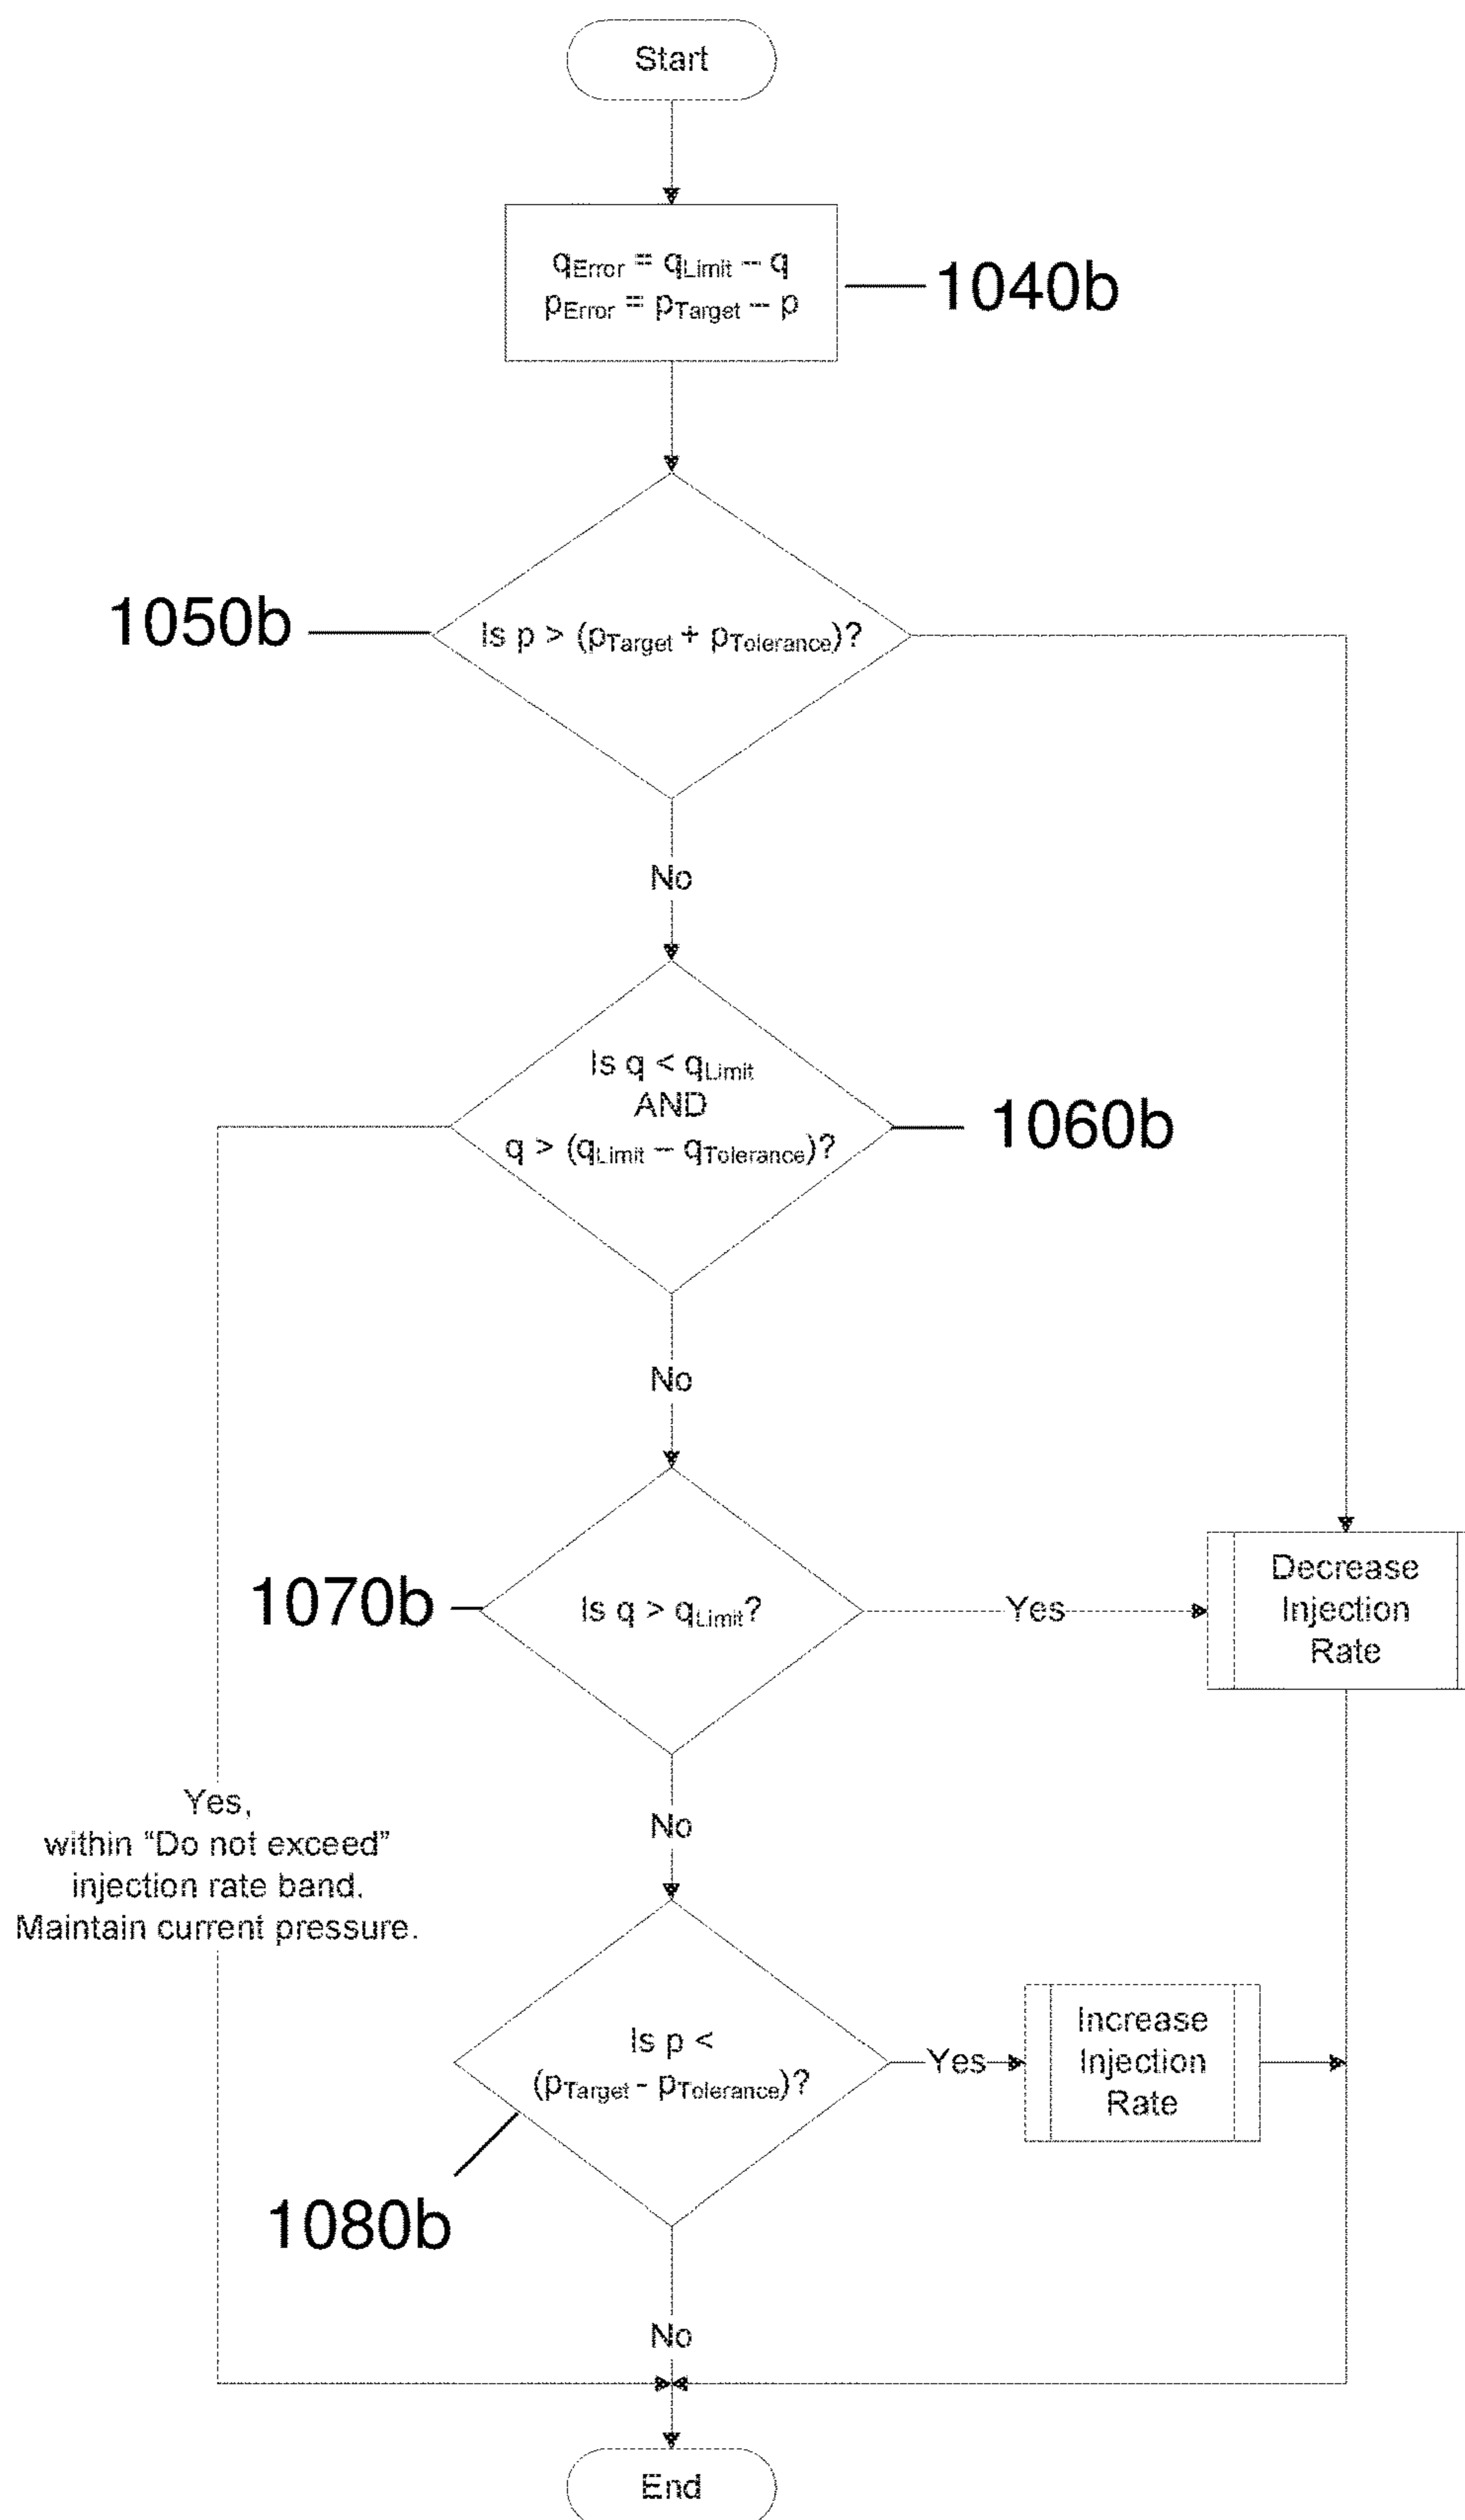 Start
qError = qLimit – q
pError = pTarget – p
1040b
1050b
Is p > (pTarget + pTolerance)?
No
Is q < qLimit
AND
q > (qLimit – qTolerance)?
1060b
No
1070b
Is q > qLimit?
Yes
Decrease
Injection
Rate
Yes,
within “Do not exceed”
injection rate band.
Maintain current pressure.
No
Is p <
(pTarget - pTolerance)?
Yes
Increase
Injection
Rate
1080b
No
End